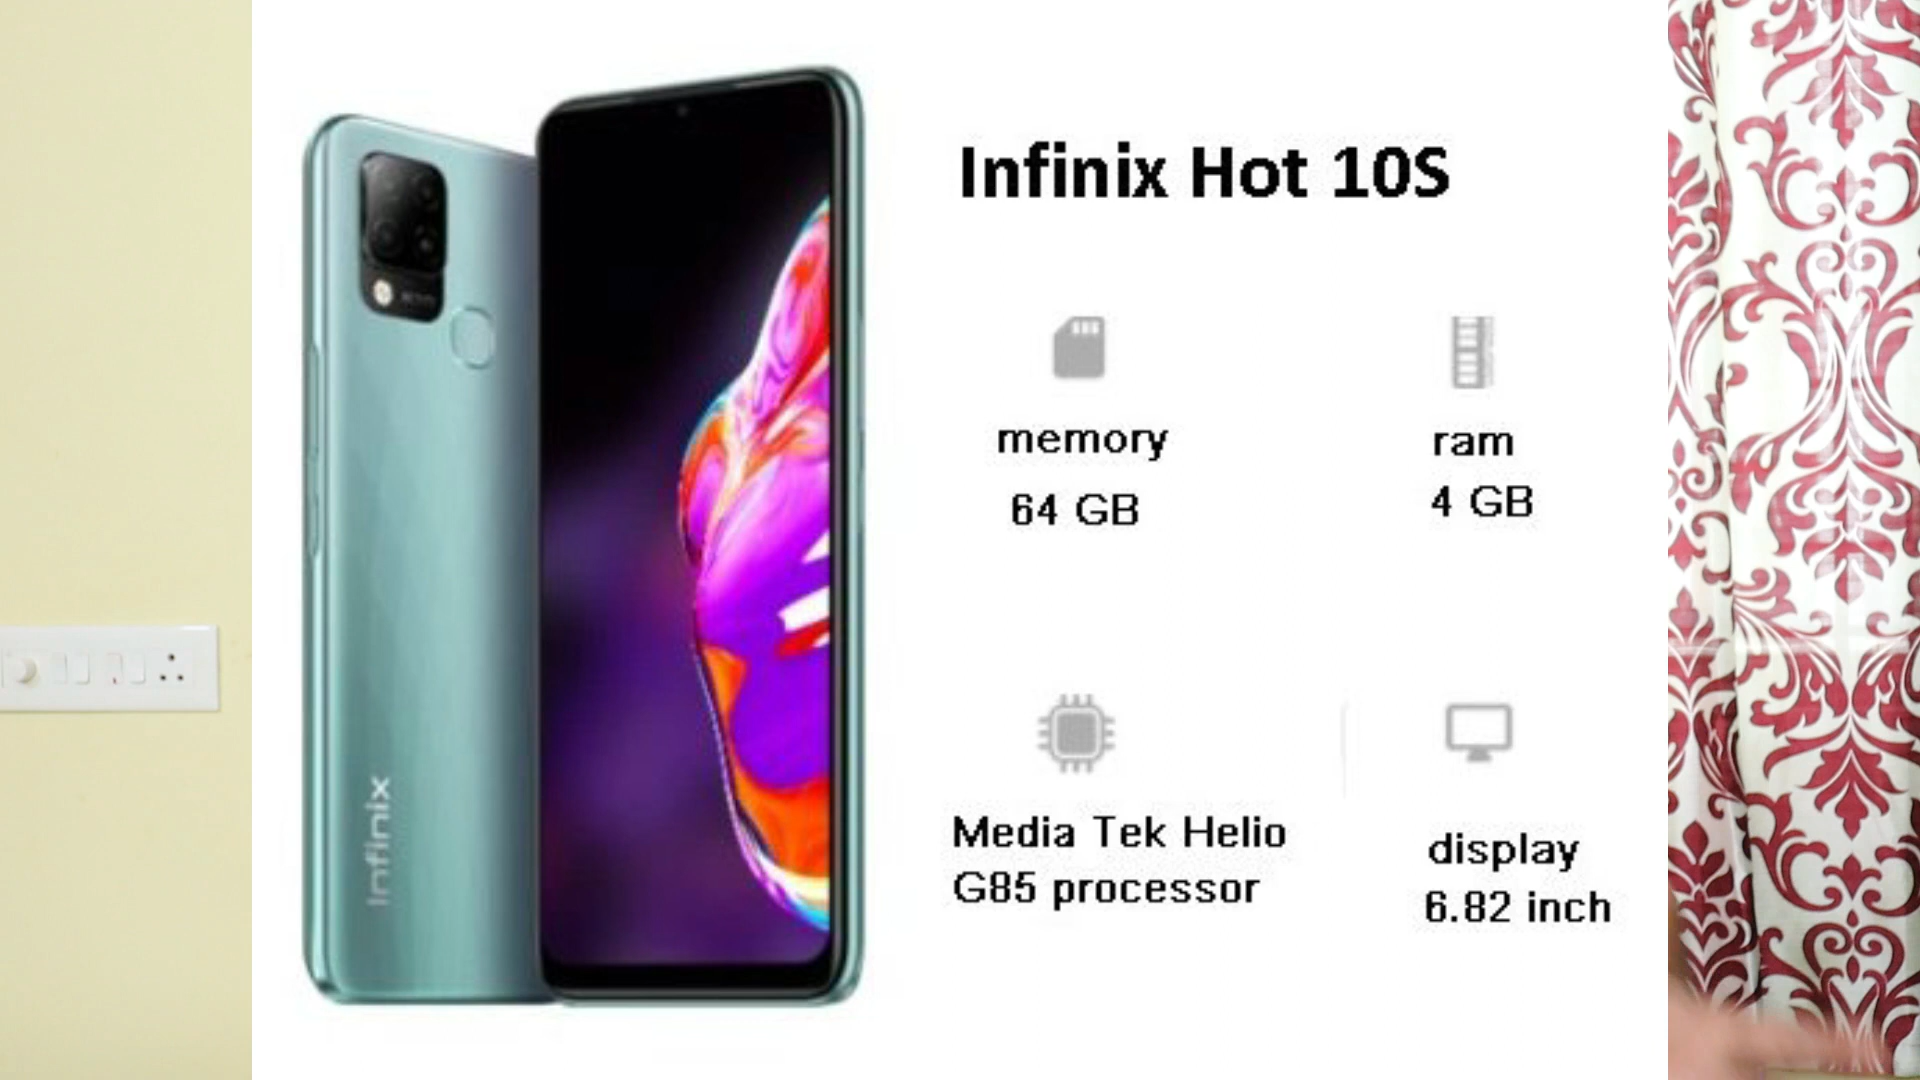 Infinix Hot 10S
memory
64 GB
ram
4 GB
Media Tek Helio
G85 processor
display
6.82 inch
Infinix